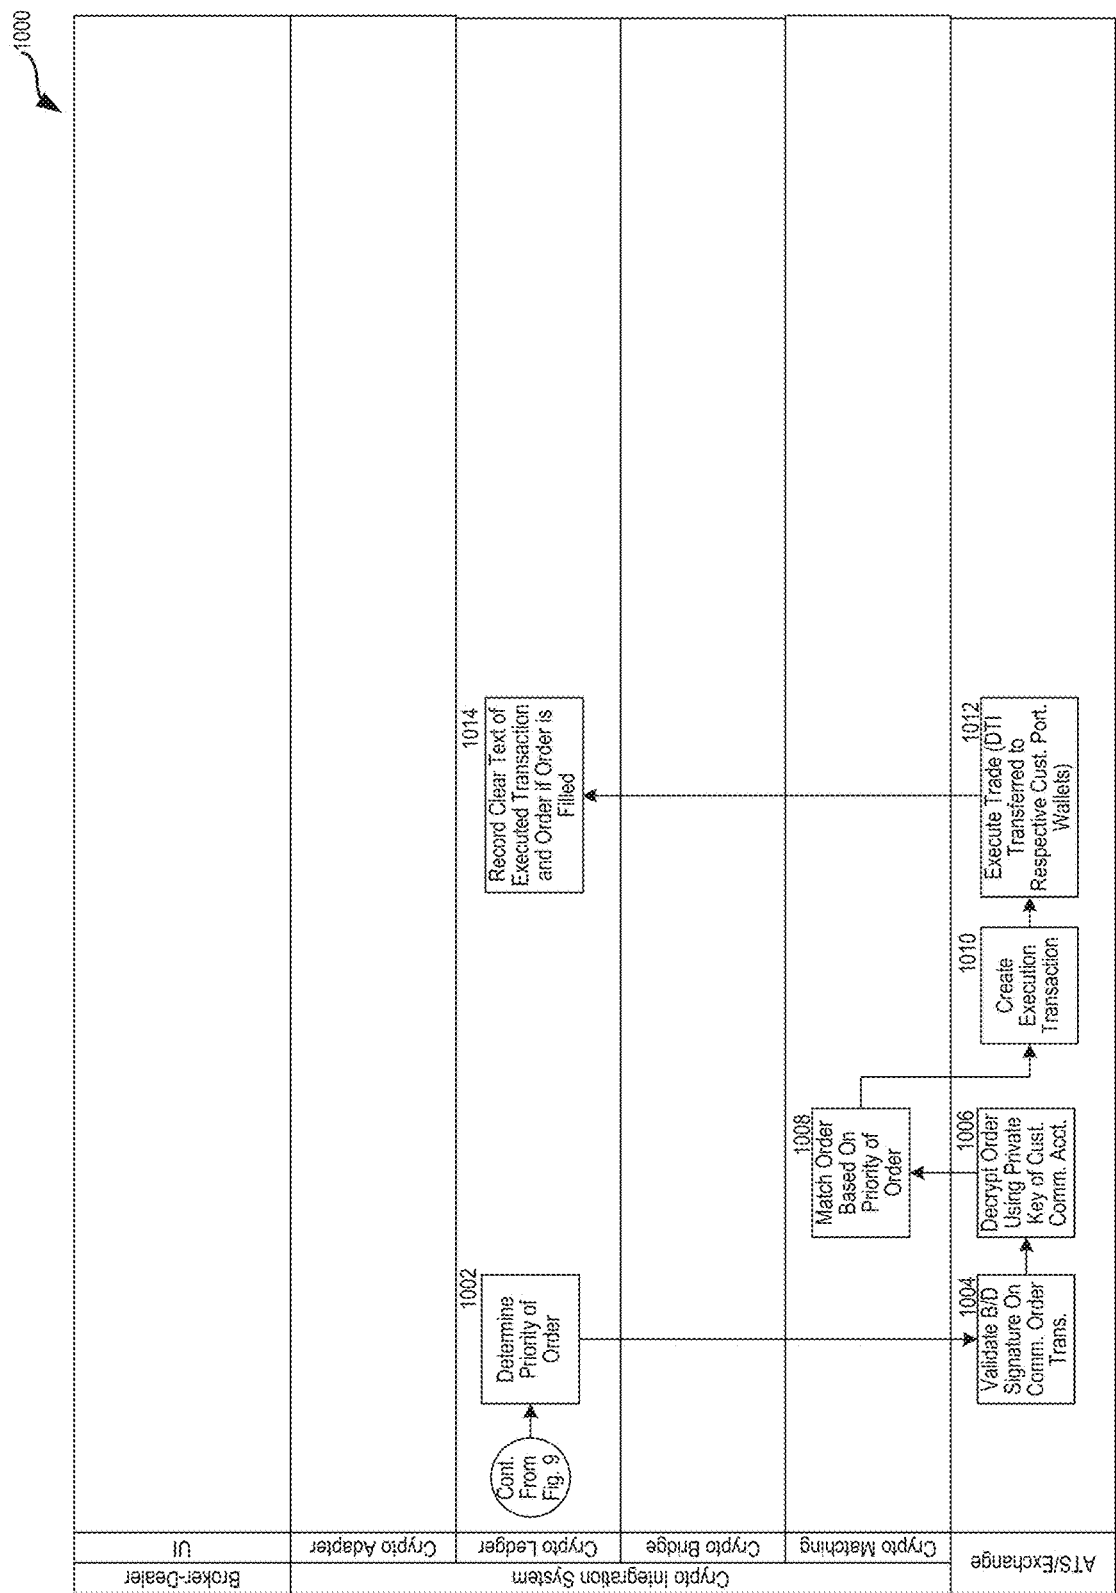 1000
Broker-Dealer
UI
Crypto Integration System
Crypto Adapter
Crypto Ledger
Crypto Bridge
Crypto Matching
ATS/Exchange
Cont.
From
Fig. 9
1002
Determine
Priority of
Order
1004
Validate B/D
Signature On
Comm. Order
Trans.
1006
Decrypt Order
Using Private
Key of Cust.
Comm. Acct.
1008
Match Order
Based On
Priority of
Order
1010
Create
Execution
Transaction
1012
Execute Trade (DTI
Transferred to
Respective Cust. Port.
Wallets)
1014
Record Clear Text of
Executed Transaction
and Order if Order is
Filled